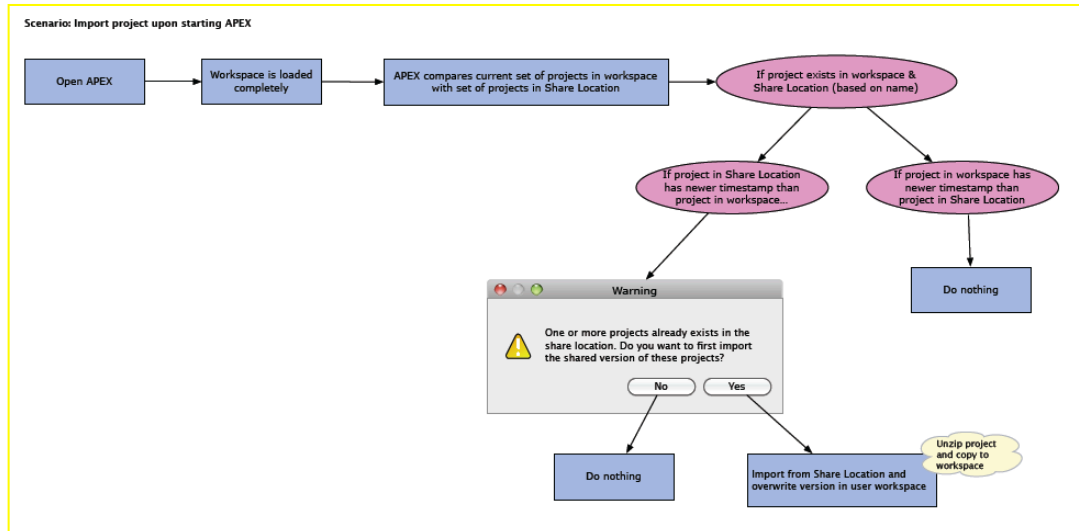 Scenario: Import project upon starting APEX
Open APEX
Workspace is loaded
completely
APEX compares current set of projects in workspace
with set of projects in Share Location
If project exists in workspace &
Share Location (based on name)
If project in Share Location
has newer timestamp than
project in workspace...
If project in workspace has
newer timestamp than
project in Share Location
Do nothing
Warning
One or more projects already exists in the
share location. Do you want to first import
the shared version of these projects?
No
Yes
Do nothing
Import from Share Location and
overwrite version in user workspace
Unzip project
and copy to
workspace